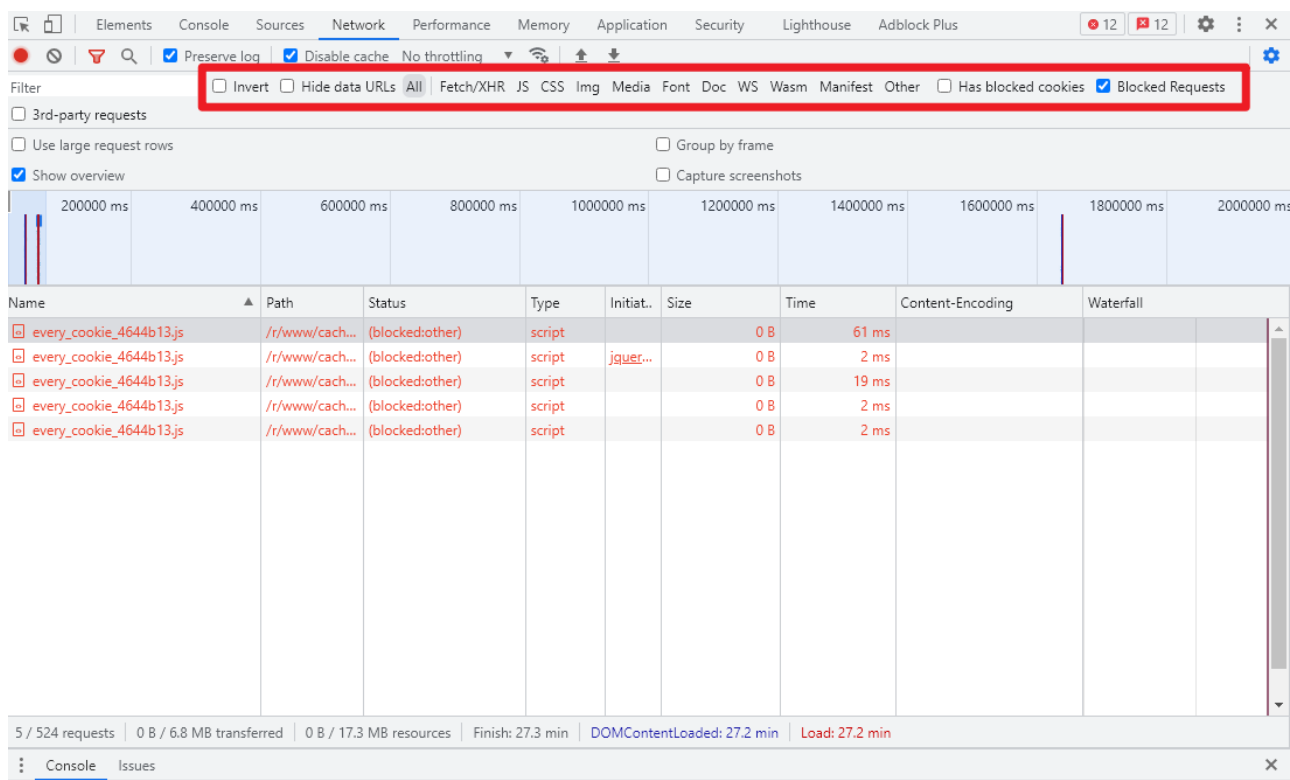 Elements Console Sources Network Performance Memory Application Security Lighthouse Adblock Plus 12 12
Preserve log Disable cache No throttling
Filter Invert Hide data URLs All Fetch/XHR JS CSS Img Media Font Doc WS Wasm Manifest Other Has blocked cookies Blocked Requests
3rd-party requests
Use large request rows Group by frame
Show overview Capture screenshots
200000 ms 400000 ms 600000 ms 800000 ms 1000000 ms 1200000 ms 1400000 ms 1600000 ms 1800000 ms 2000000 ms
Name Path Status Type Initiat.. Size Time Content-Encoding Waterfall
every_cookie_4644b13.js /r/www/cach... (blocked:other) script 0 B 61 ms
every_cookie_4644b13.js /r/www/cach... (blocked:other) script jquer... 0 B 2 ms
every_cookie_4644b13.js /r/www/cach... (blocked:other) script 0 B 19 ms
every_cookie_4644b13.js /r/www/cach... (blocked:other) script 0 B 2 ms
every_cookie_4644b13.js /r/www/cach... (blocked:other) script 0 B 2 ms
5 / 524 requests 0 B / 6.8 MB transferred 0 B / 17.3 MB resources Finish: 27.3 min DOMContentLoaded: 27.2 min Load: 27.2 min
Console Issues